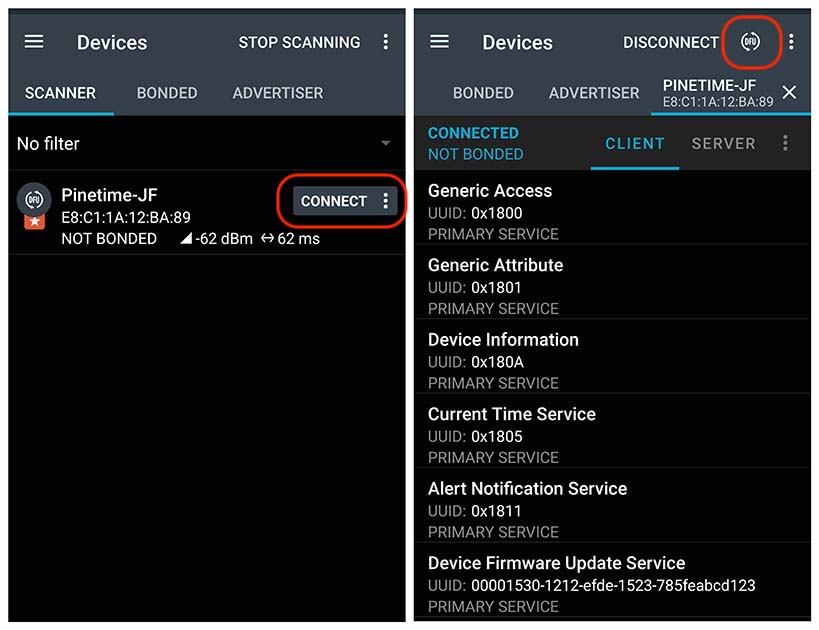 Devices
STOP SCANNING
SCANNER
BONDED
ADVERTISER
No filter
DFU
Pinetime-JF
E8:C1:1A:12:BA:89
NOT BONDED
-62 dBm
62 ms
CONNECT
Devices
DISCONNECT
DFU
BONDED
ADVERTISER
PINETIME-JF
E8:C1:1A:12:BA:89
CONNECTED
NOT BONDED
CLIENT
SERVER
Generic Access
UUID: 0x1800
PRIMARY SERVICE
Generic Attribute
UUID: 0x1801
PRIMARY SERVICE
Device Information
UUID: 0x180A
PRIMARY SERVICE
Current Time Service
UUID: 0x1805
PRIMARY SERVICE
Alert Notification Service
UUID: 0x1811
PRIMARY SERVICE
Device Firmware Update Service
UUID: 00001530-1212-efde-1523-785feabcd123
PRIMARY SERVICE